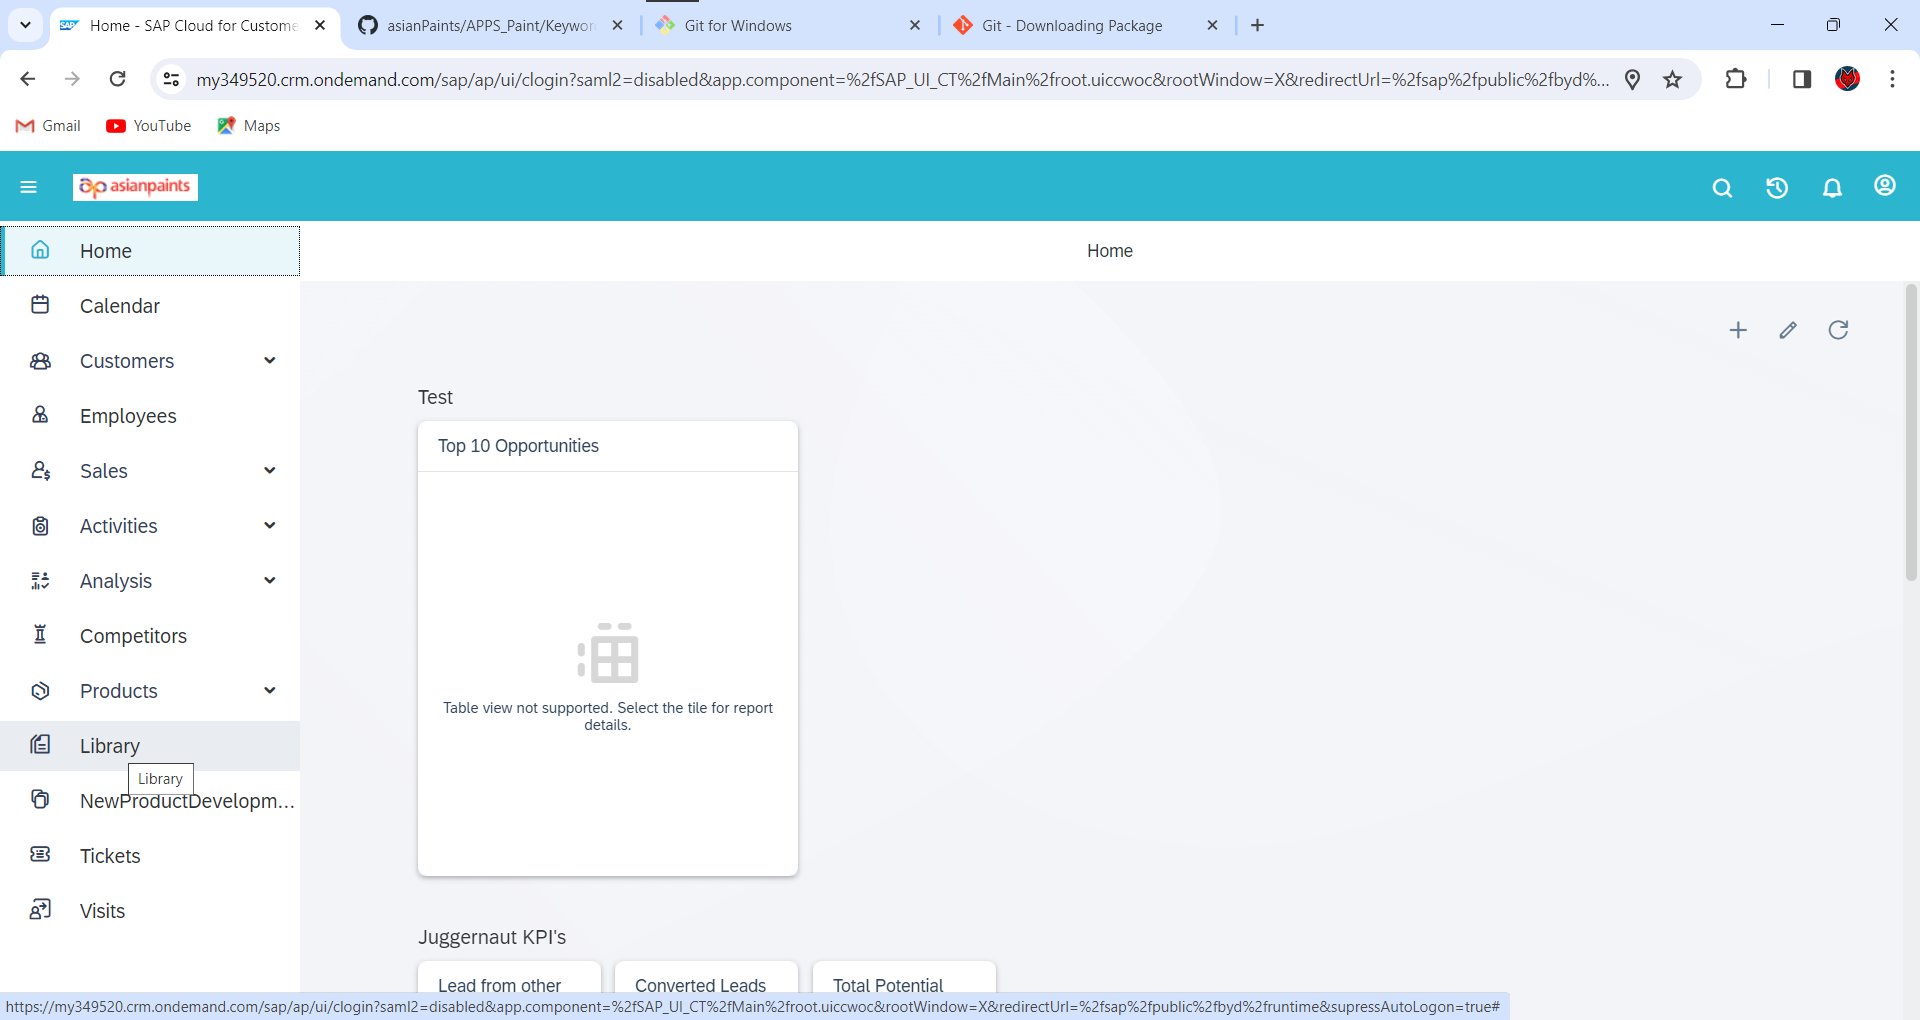 Home - SAP Cloud for Custome
asianPaints/APPS_Paint/Keywor
Git for Windows
Git - Downloading Package
my349520.crm.ondemand.com/sap/ap/ui/clogin?saml2=disabled&app.component=%2fSAP_UI_CT%2fMain%2froot.uiccwoc&rootWindow=X&redirectUrl=%2fsap%2fpublic%2fbyd%...
Gmail
YouTube
Maps
asianpaints
Home
Home
Calendar
Customers
Employees
Sales
Activities
Analysis
Competitors
Products
Library
Library
NewProductDevelopm...
Tickets
Visits
Test
Top 10 Opportunities
Table view not supported. Select the tile for report
details.
Juggernaut KPI's
Lead from other
Converted Leads
Total Potential
https://my349520.crm.ondemand.com/sap/ap/ui/clogin?saml2=disabled&app.component=%2fSAP_UI_CT%2fMain%2froot.uiccwoc&rootWindow=X&redirectUrl=%2fsap%2fpublic%2fbyd%2fruntime&supressAutoLogon=true#